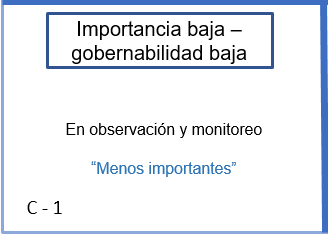 Importancia baja –
gobernabilidad baja
En observación y monitoreo
“Menos importantes”
C - 1